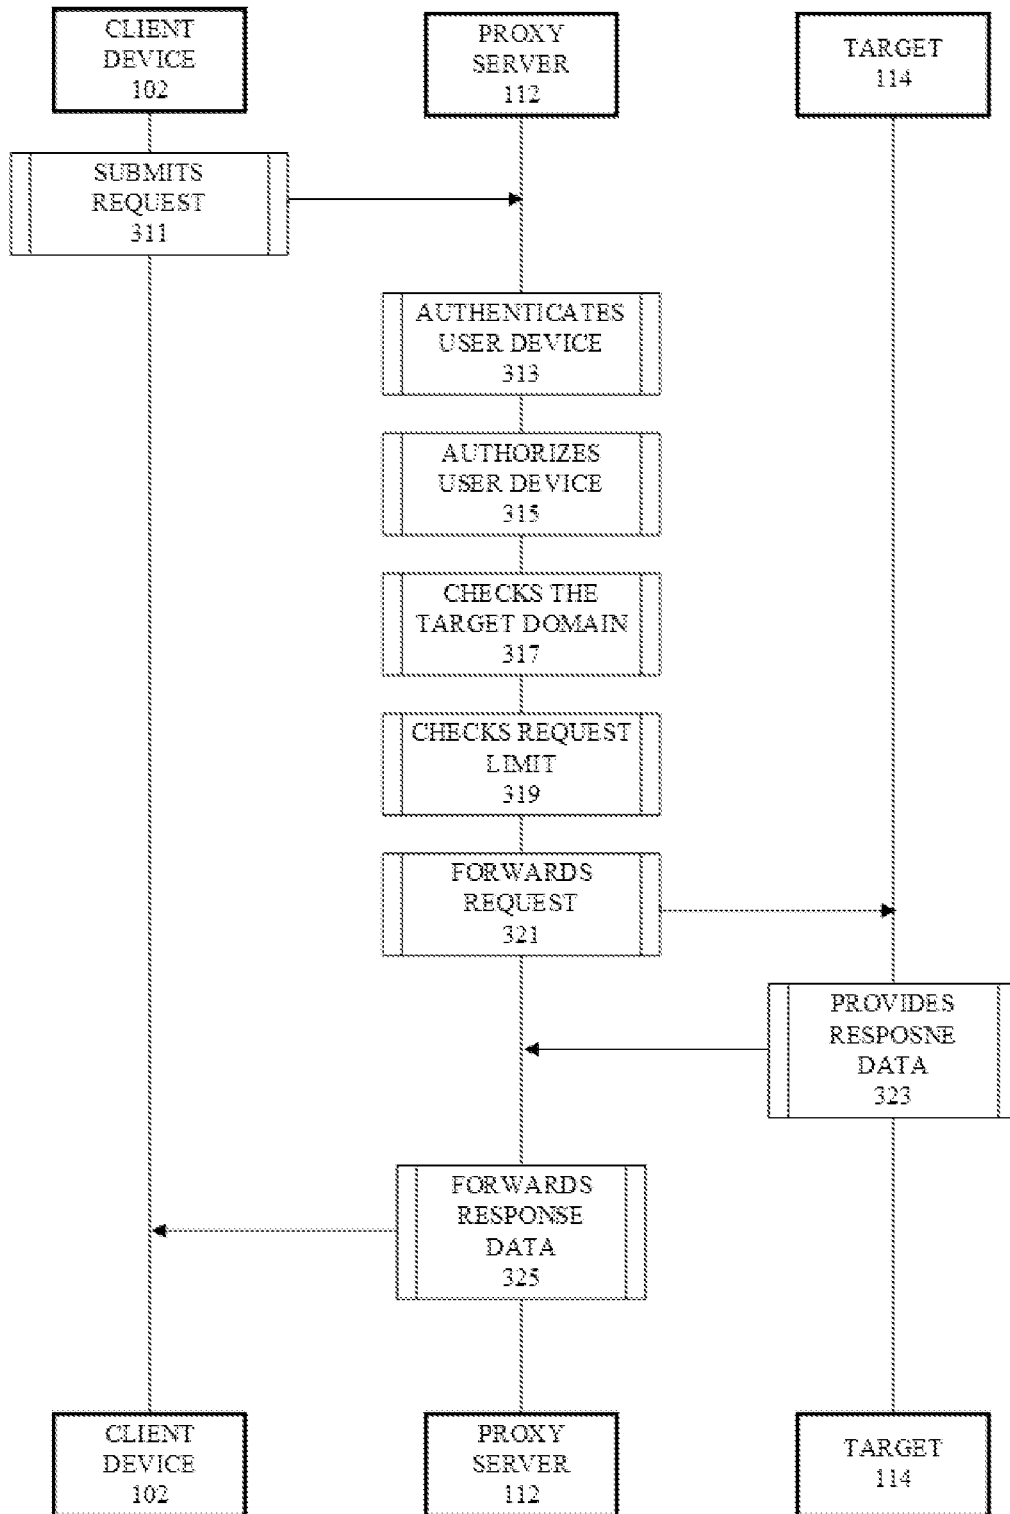 CLIENT
DEVICE
102
PROXY
SERVER
112
TARGET
114
SUBMITS
REQUEST
311
AUTHENTICATES
USER DEVICE
313
AUTHORIZES
USER DEVICE
315
CHECKS THE
TARGET DOMAIN
317
CHECKS REQUEST
LIMIT
319
FORWARDS
REQUEST
321
PROVIDES
RESPOSNE
DATA
323
FORWARDS
RESPONSE
DATA
325
CLIENT
DEVICE
102
PROXY
SERVER
112
TARGET
114